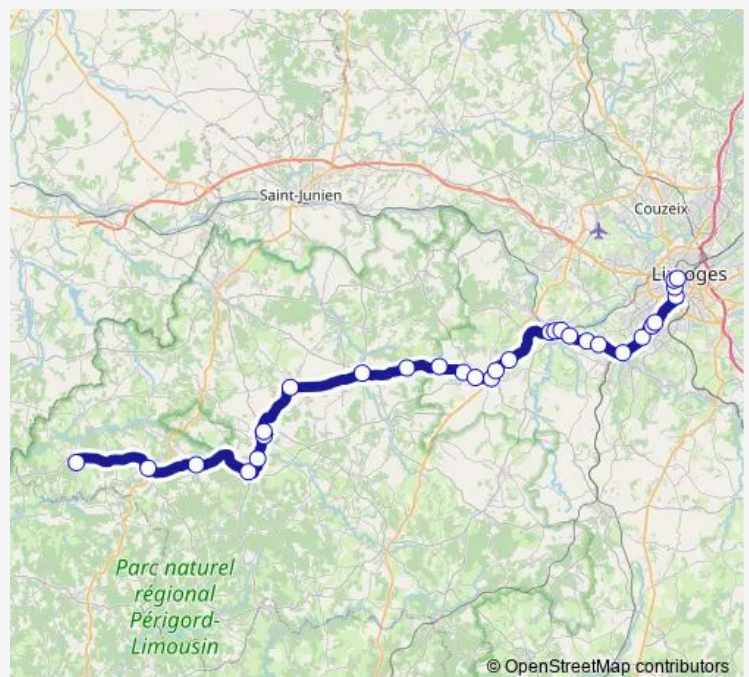 Saint-Junien
Couzeix
Limoges
Parc naturel
régional
Périgord-
Limousin
© OpenStreetMap contributors